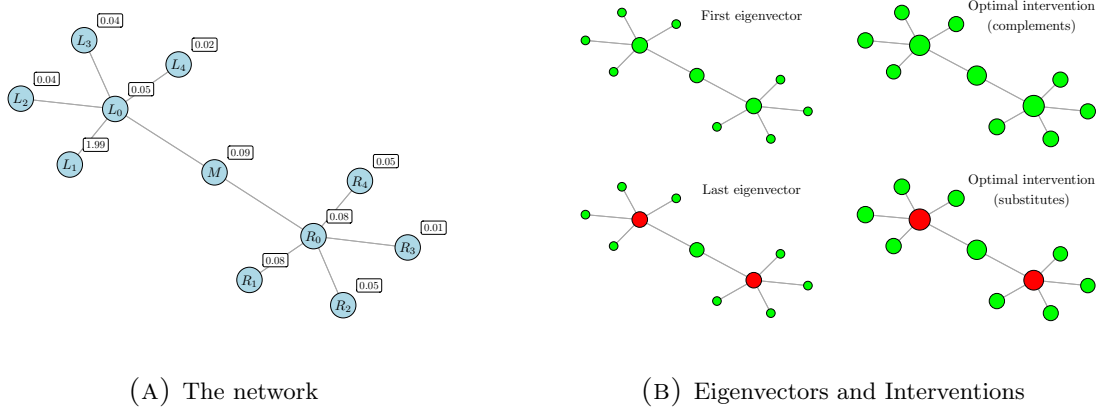 0.04
L3
0.02
L4
0.04
L2
0.05
L0
1.99
L1
0.09
M
0.05
R4
0.08
R0
0.01
R3
0.08
R1
0.05
R2
(A) The network
First eigenvector
Optimal intervention
(complements)
Last eigenvector
Optimal intervention
(substitutes)
(B) Eigenvectors and Interventions